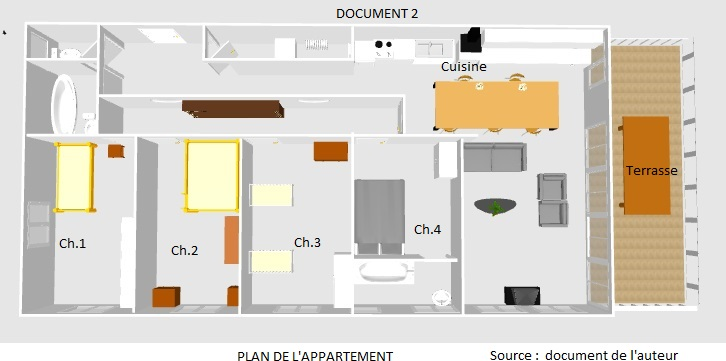 DOCUMENT 2
Cuisine
Terrasse
Ch.1
Ch.2
Ch.3
Ch.4
PLAN DE L'APPARTEMENT
Source : document de l'auteur